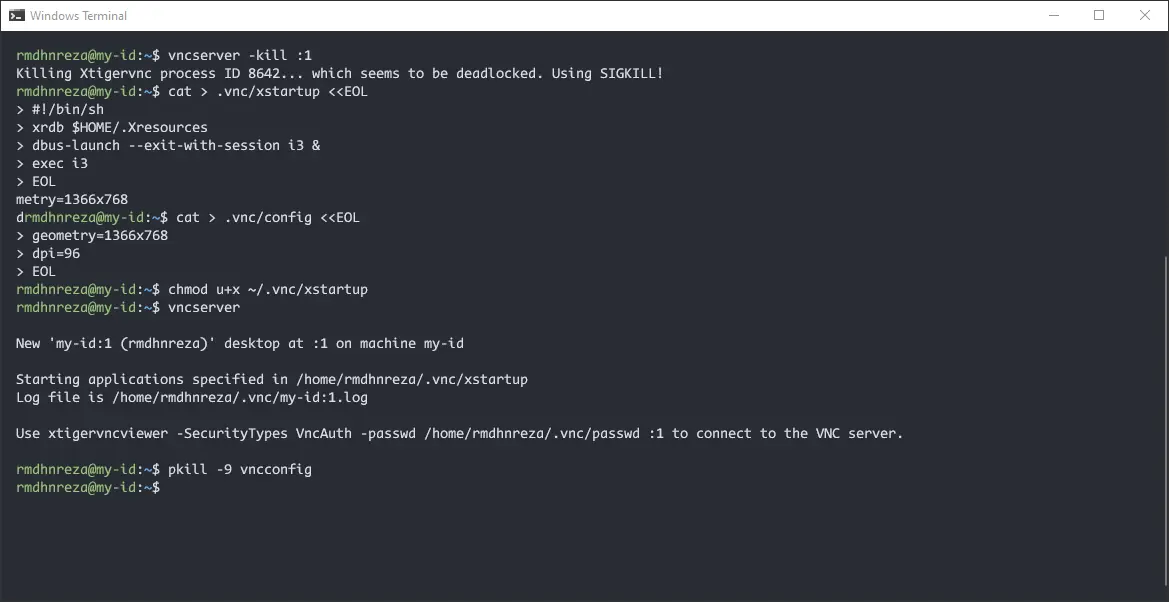 Windows Terminal
rmdhnreza@my-id:~$ vncserver -kill :1
Killing Xtigervnc process ID 8642... which seems to be deadlocked. Using SIGKILL!
rmdhnreza@my-id:~$ cat > .vnc/xstartup <<EOL
> #!/bin/sh
> xrdb $HOME/.Xresources
> dbus-launch --exit-with-session i3 &
> exec i3
> EOL
metry=1366x768
drmdhnreza@my-id:~$ cat > .vnc/config <<EOL
> geometry=1366x768
> dpi=96
> EOL
rmdhnreza@my-id:~$ chmod u+x ~/.vnc/xstartup
rmdhnreza@my-id:~$ vncserver
New 'my-id:1 (rmdhnreza)' desktop at :1 on machine my-id
Starting applications specified in /home/rmdhnreza/.vnc/xstartup
Log file is /home/rmdhnreza/.vnc/my-id:1.log
Use xtigervncviewer -SecurityTypes VncAuth -passwd /home/rmdhnreza/.vnc/passwd :1 to connect to the VNC server.
rmdhnreza@my-id:~$ pkill -9 vncconfig
rmdhnreza@my-id:~$